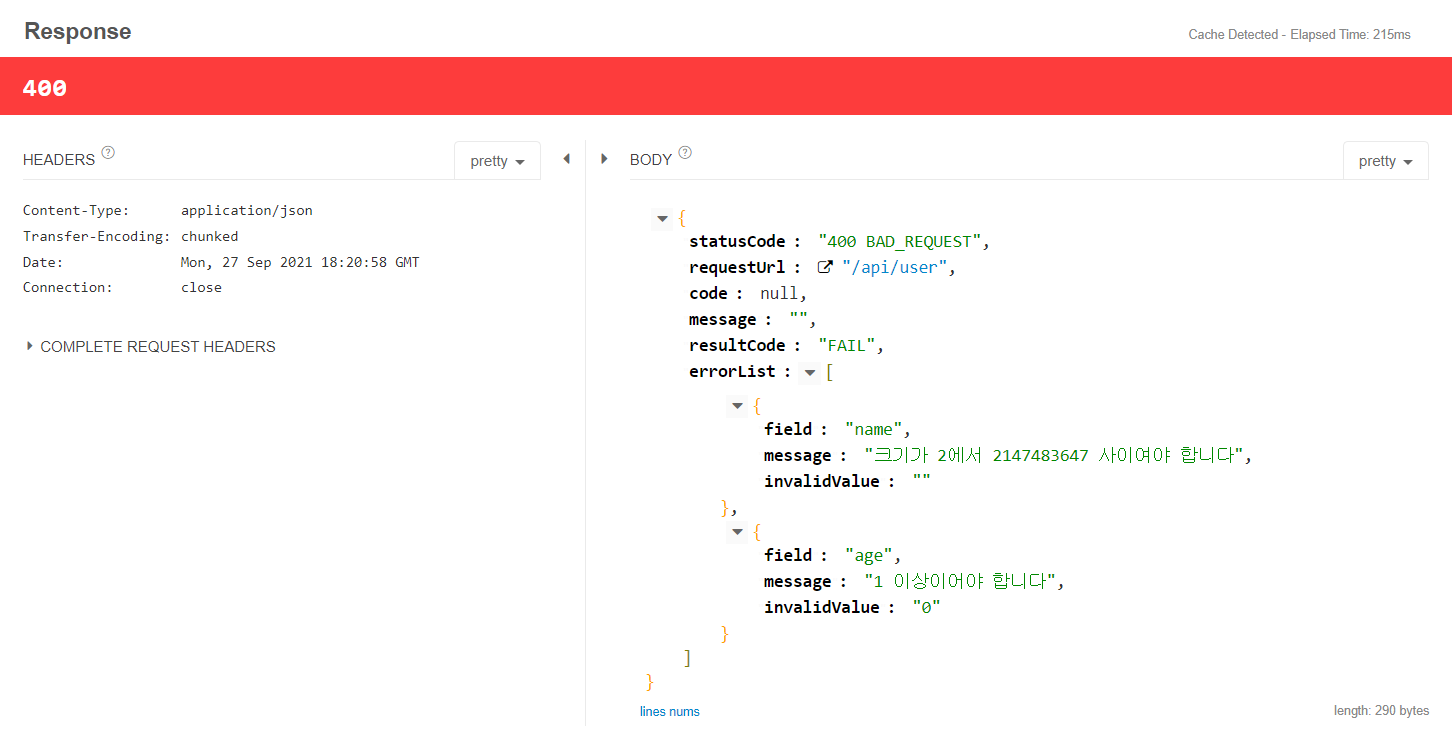 Response
Cache Detected - Elapsed Time: 215ms
400
HEADERS ?
pretty
Content-Type: application/json
Transfer-Encoding: chunked
Date: Mon, 27 Sep 2021 18:20:58 GMT
Connection: close
COMPLETE REQUEST HEADERS
BODY ?
pretty
{
statusCode : "400 BAD_REQUEST",
requestUrl : "/api/user",
code : null,
message : "",
resultCode : "FAIL",
errorList : [
{
field : "name",
message : "크기가 2에서 2147483647 사이여야 합니다",
invalidValue : ""
},
{
field : "age",
message : "1 이상이어야 합니다",
invalidValue : "0"
}
]
}
lines nums
length: 290 bytes